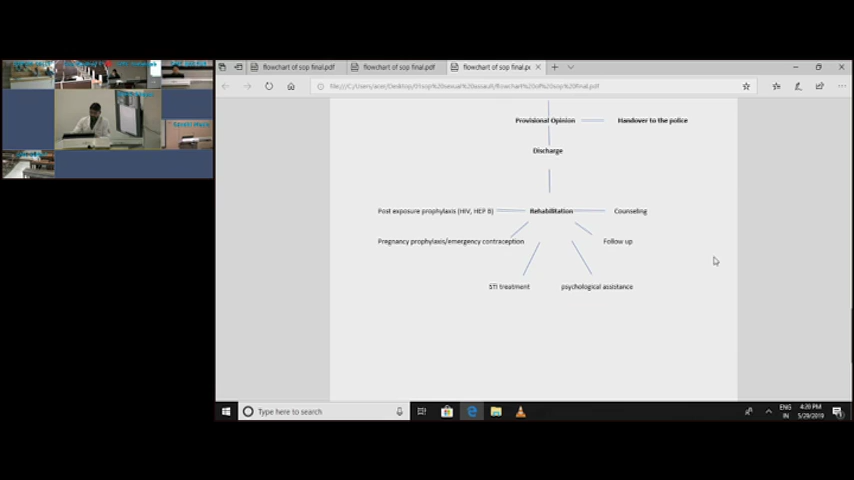 flowchart of sop final.pdf
flowchart of sop final.pdf
flowchart of sop final.pc
Provisional Opinion
Handover to the police
Discharge
Post exposure prophylaxis (HIV, HEP B)
Rehabilitation
Counseling
Pregnancy prophylaxis/emergency contraception
Follow up
STI treatment
psychological assistance
Type here to search
ENG
IN
4:20 PM
5/29/2019